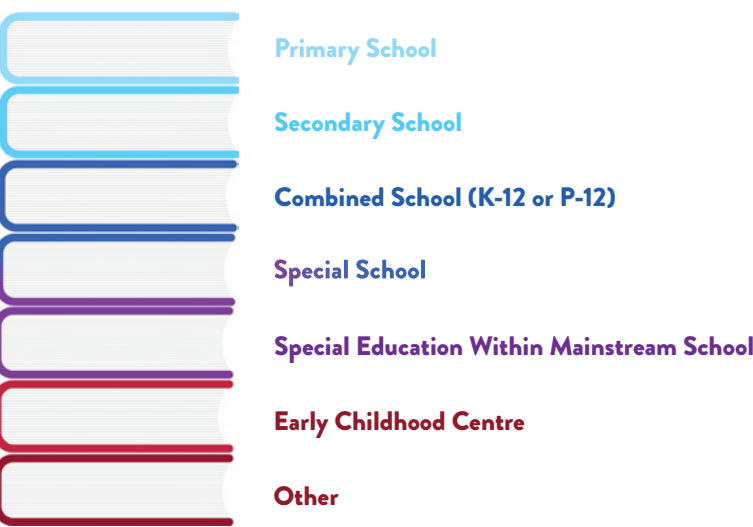 Primary School
Secondary School
Combined School (K-12 or P-12)
Special School
Special Education Within Mainstream School
Early Childhood Centre
Other